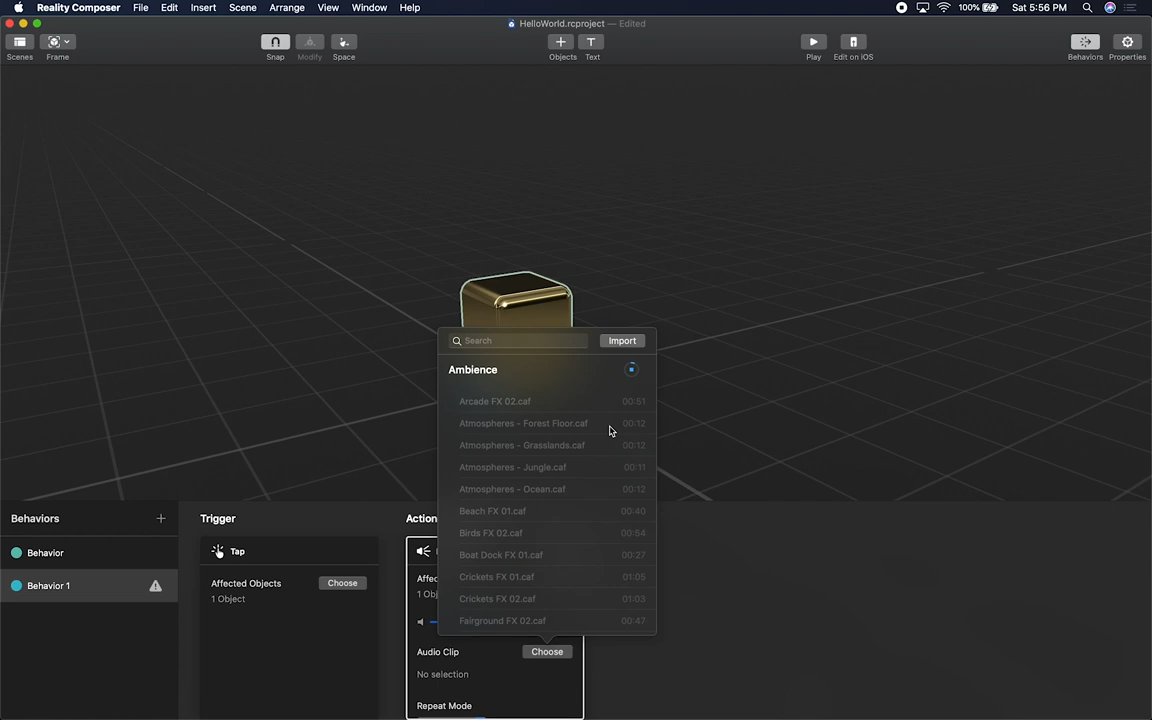 Reality Composer File Edit Insert Scene Arrange View Window Help 100% Sat 5:56 PM
HelloWorld.rcproject — Edited
Scenes Frame Snap Modify Space Objects Text Play Edit on iOS Behaviors Properties
Search Import
Ambience
Arcade FX 02.caf 00:51
Atmospheres - Forest Floor.caf 00:12
Atmospheres - Grasslands.caf 00:12
Atmospheres - Jungle.caf 00:11
Atmospheres - Ocean.caf 00:12
Beach FX 01.caf 00:40
Birds FX 02.caf 00:54
Boat Dock FX 01.caf 00:27
Crickets FX 01.caf 01:05
Crickets FX 02.caf 01:03
Fairground FX 02.caf 00:47
Behaviors
Behavior
Behavior 1
Trigger
Tap
Affected Objects Choose
1 Object
Action
Affec
1 Obj
Audio Clip Choose
No selection
Repeat Mode